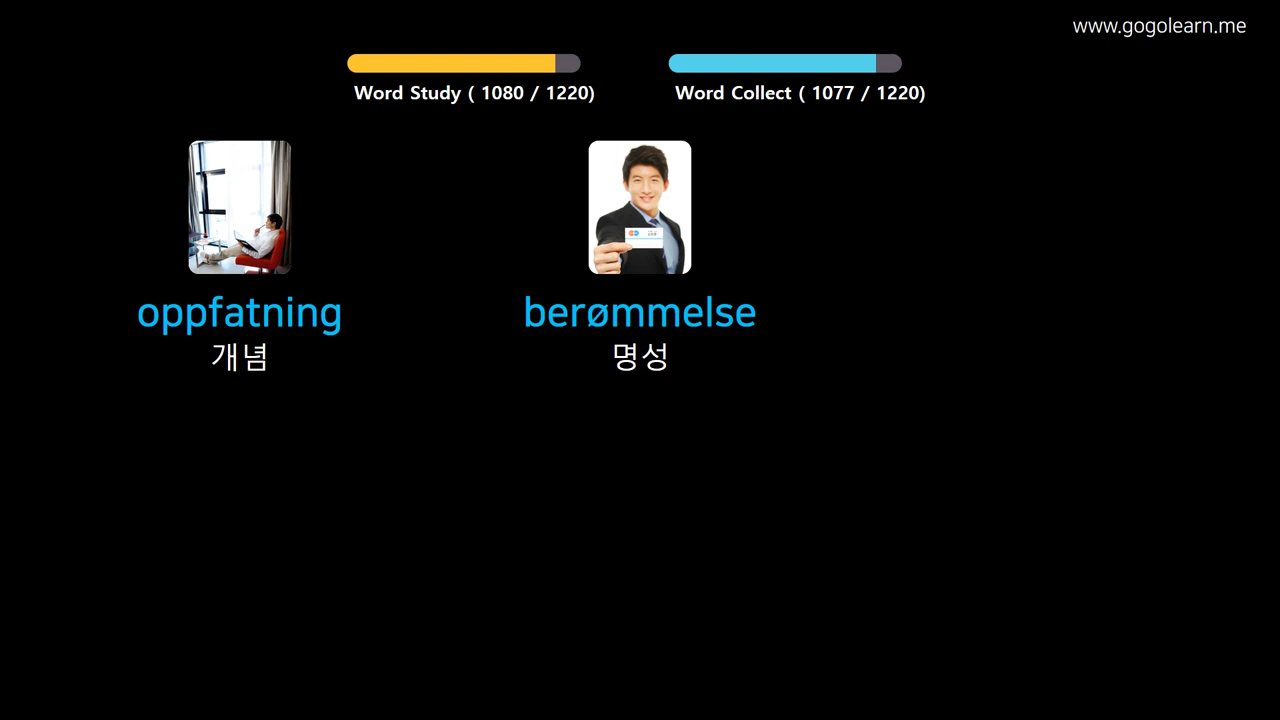 www.gogolearn.me
Word Study ( 1080 / 1220)
Word Collect ( 1077 / 1220)
oppfatning
berømmelse
개념
명성